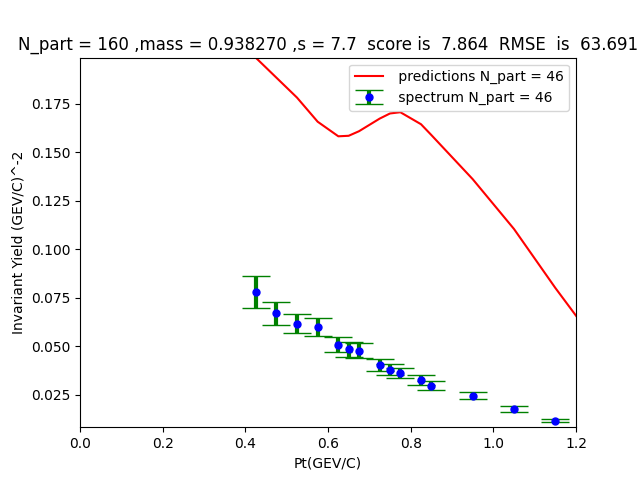 N_part = 160 ,mass = 0.938270 ,s = 7.7  score is  7.864  RMSE  is  63.691
predictions N_part = 46
spectrum N_part = 46
Invariant Yield (GEV/C)^-2
0.175
0.150
0.125
0.100
0.075
0.050
0.025
0.0 0.2 0.4 0.6 0.8 1.0 1.2
Pt(GEV/C)